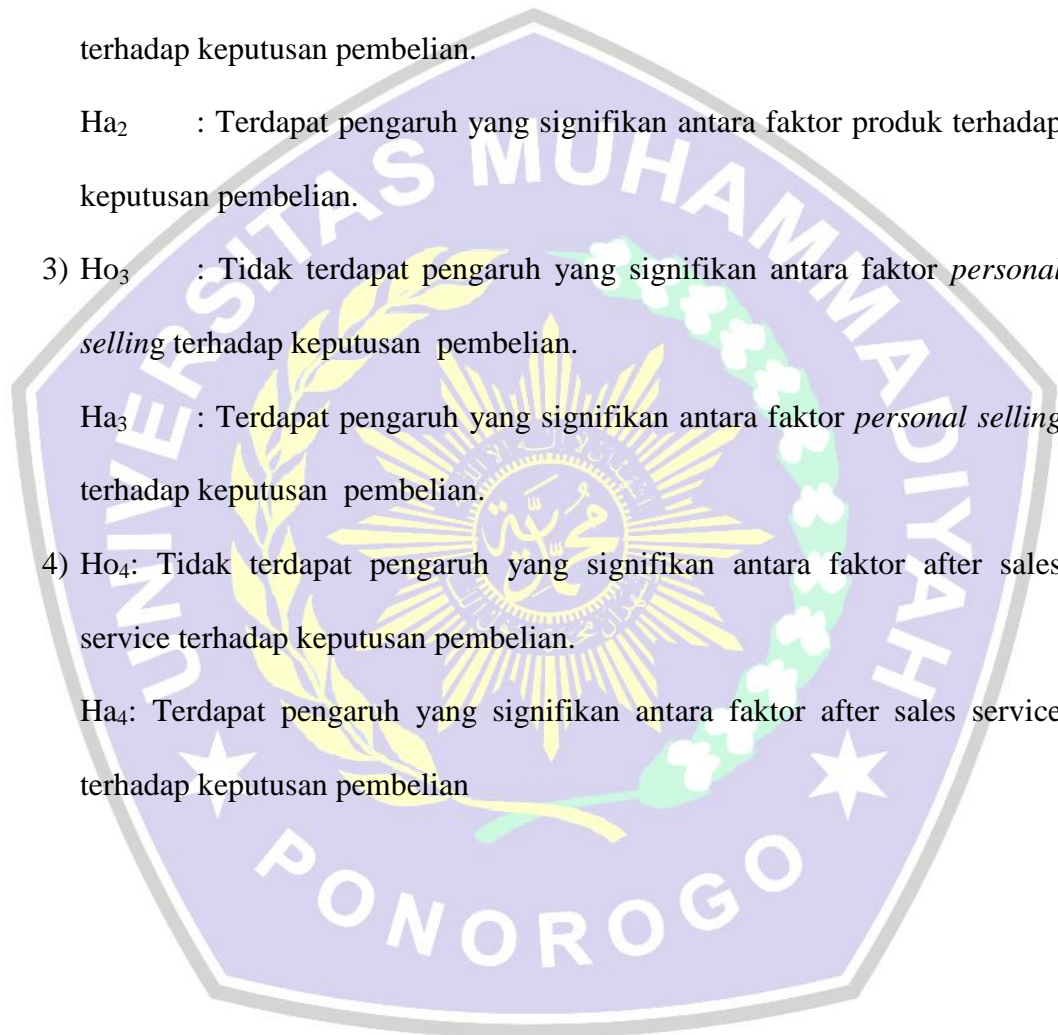 terhadap keputusan pembelian.
Ha₂ : Terdapat pengaruh yang signifikan antara faktor produk terhadap
keputusan pembelian.
3) Ho₃ : Tidak terdapat pengaruh yang signifikan antara faktor personal
selling terhadap keputusan pembelian.
Ha₃ : Terdapat pengaruh yang signifikan antara faktor personal selling
terhadap keputusan pembelian.
4) Ho₄: Tidak terdapat pengaruh yang signifikan antara faktor after sales
service terhadap keputusan pembelian.
Ha₄: Terdapat pengaruh yang signifikan antara faktor after sales service
terhadap keputusan pembelian
UNIVERSITAS MUHAMMADIYAH
PONOROGO